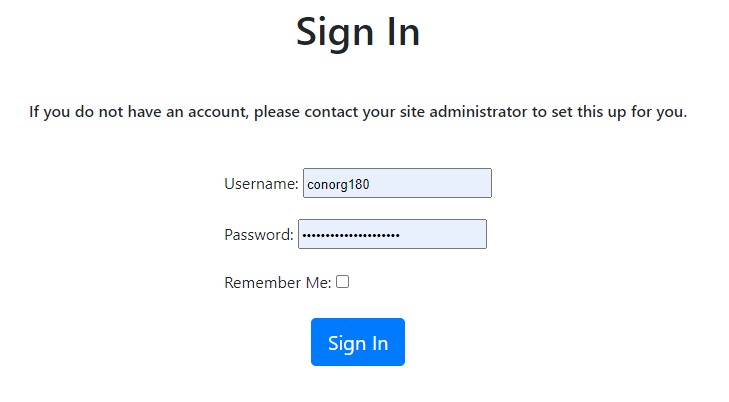 Sign In
If you do not have an account, please contact your site administrator to set this up for you.
Username: conorg180
Password: •••••••••••••••••••••
Remember Me:
Sign In